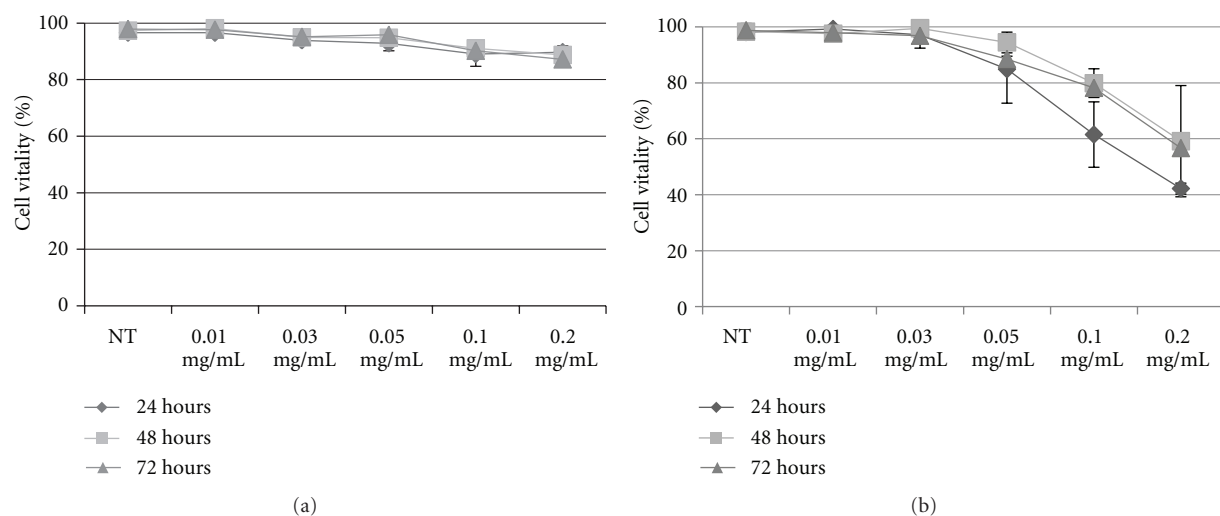 100
80
60
40
20
0
Cell vitality (%)
NT
0.01
mg/mL
0.03
mg/mL
0.05
mg/mL
0.1
mg/mL
0.2
mg/mL
24 hours
48 hours
72 hours
(a)
100
80
60
40
20
0
Cell vitality (%)
NT
0.01
mg/mL
0.03
mg/mL
0.05
mg/mL
0.1
mg/mL
0.2
mg/mL
24 hours
48 hours
72 hours
(b)